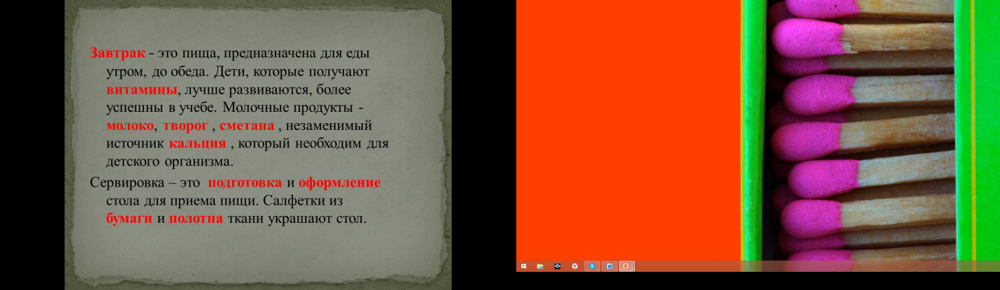 Завтрак - это пища, предназначена для еды
утром, до обеда. Дети, которые получают
витамины, лучше развиваются, более
успешны в учебе. Молочные продукты -
молоко, творог , сметана , незаменимый
источник кальция , который необходим для
детского организма.
Сервировка – это подготовка и оформление
стола для приема пищи. Салфетки из
бумаги и полотна ткани украшают стол.